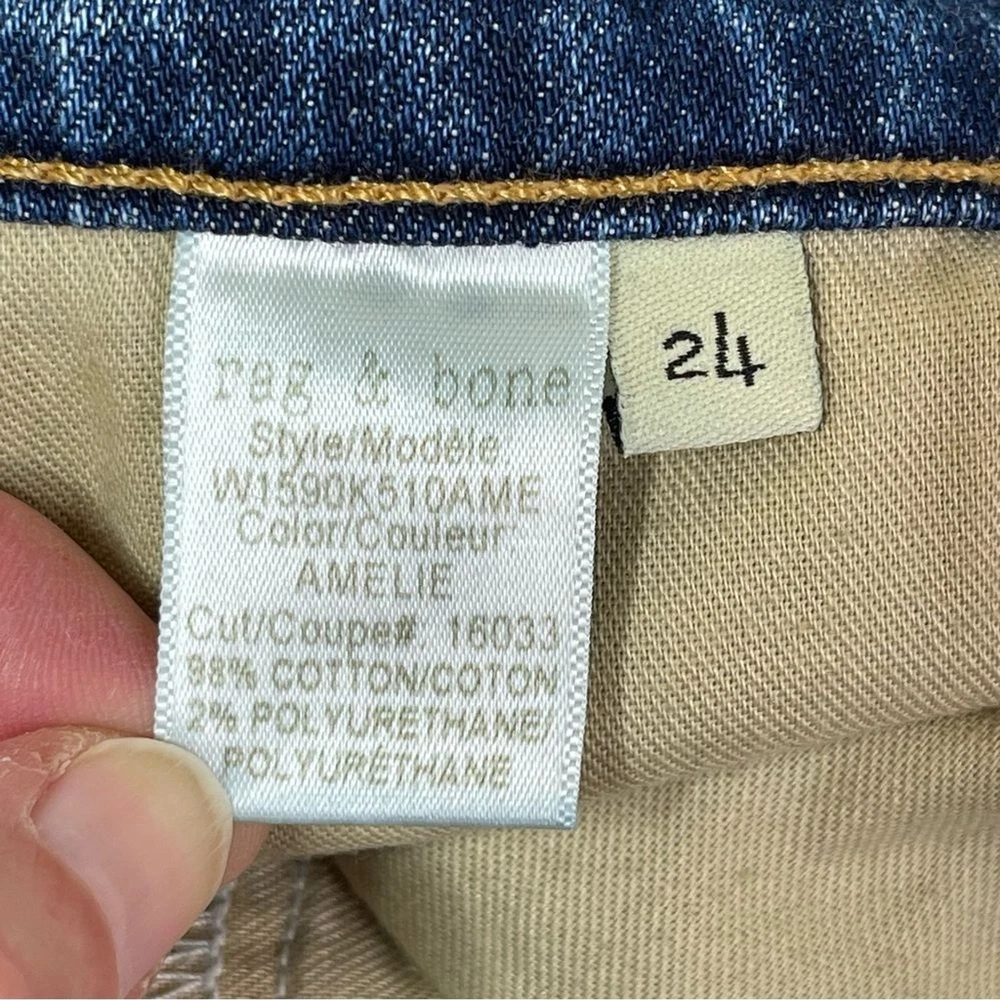 rag & bone
Style/Modèle
W1590K510AME
Color/Couleur
AMELIE
Cut/Coupe# 16033
98% COTTON/COTON
2% POLYURETHANE/
POLYURÉTHANE
24